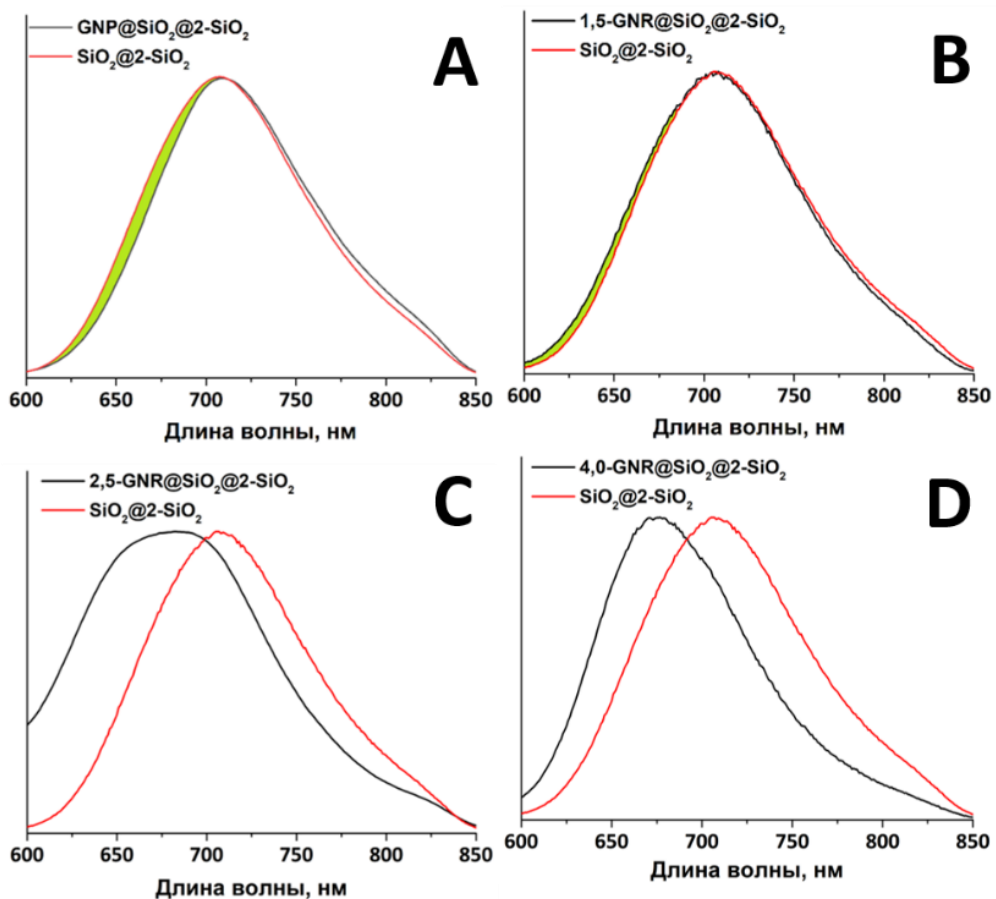 GNP@SiO₂@2-SiO₂
SiO₂@2-SiO₂
A
600 650 700 750 800 850
Длина волны, нм
1,5-GNR@SiO₂@2-SiO₂
SiO₂@2-SiO₂
B
600 650 700 750 800 850
Длина волны, нм
2,5-GNR@SiO₂@2-SiO₂
SiO₂@2-SiO₂
C
600 650 700 750 800 850
Длина волны, нм
4,0-GNR@SiO₂@2-SiO₂
SiO₂@2-SiO₂
D
600 650 700 750 800 850
Длина волны, нм